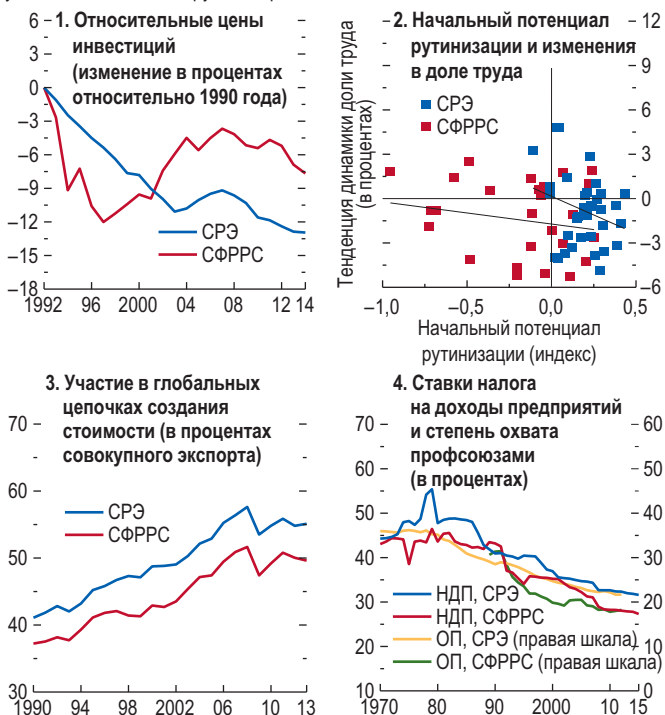 1. Относительные цены
инвестиций
(изменение в процентах
относительно 1990 года)
6
3
0
–3
–6
–9
–12
–15
–18
СРЭ
СФРРС
1992 96 2000 04 08 12 14
2. Начальный потенциал
рутинизации и изменения
в доле труда
СРЭ
СФРРС
Тенденция динамики доли труда
(в процентах)
12
9
6
3
0
–3
–6
–1,0 –0,5 0,0 0,5
Начальный потенциал
рутинизации (индекс)
3. Участие в глобальных
цепочках создания
стоимости (в процентах
совокупного экспорта)
70
60
50
40
30
СРЭ
СФРРС
1990 94 98 2002 06 10 13
4. Ставки налога
на доходы предприятий
и степень охвата
профсоюзами
(в процентах)
70
60
50
40
30
20
10
60
50
40
30
20
10
0
НДП, СРЭ
НДП, СФРРС
ОП, СРЭ (правая шкала)
ОП, СФРРС (правая шкала)
1970 80 90 2000 10 15